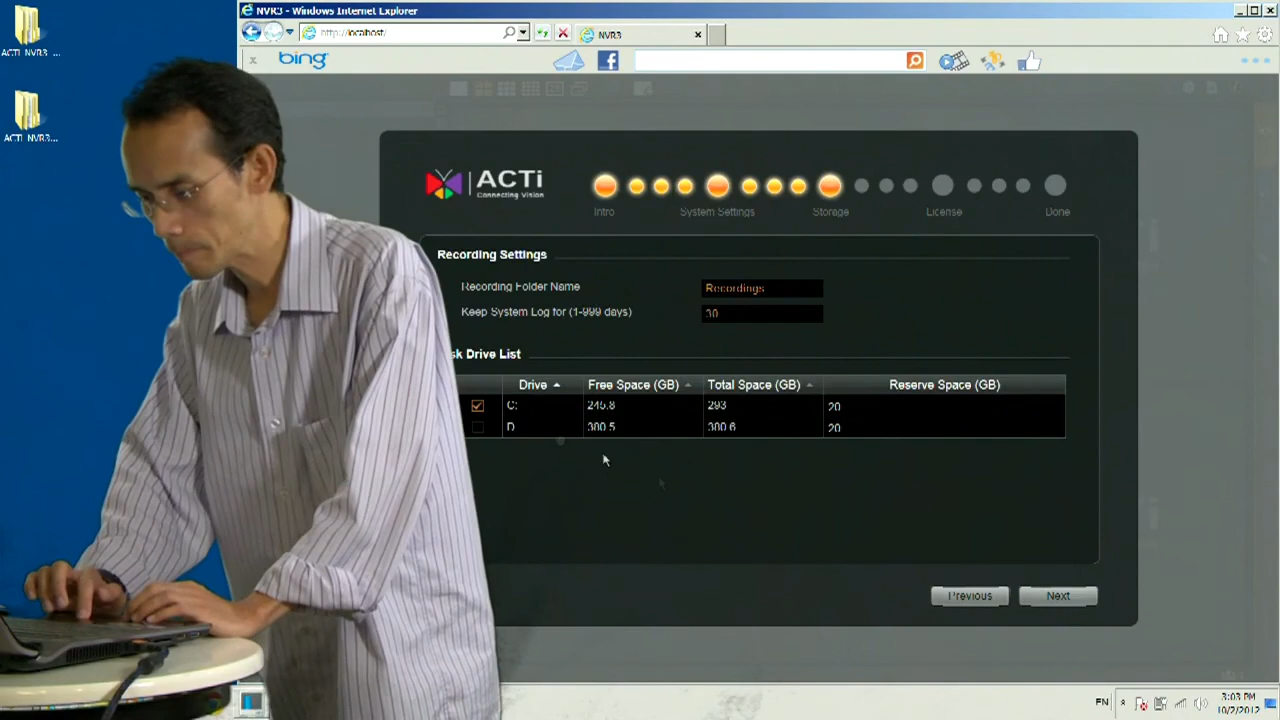 NVR3 - Windows Internet Explorer
http://localhost/
NVR3
bing
ACTi NVR3 ...
ACTi NVR3...
ACTi
Connecting Vision
Intro
System Settings
Storage
License
Done
Recording Settings
Recording Folder Name
Recordings
Keep System Log for (1-999 days)
30
sk Drive List
Drive
Free Space (GB)
Total Space (GB)
Reserve Space (GB)
C:
245.8
293
20
D
380.5
380.6
20
Previous
Next
EN
3:03 PM
10/2/2012